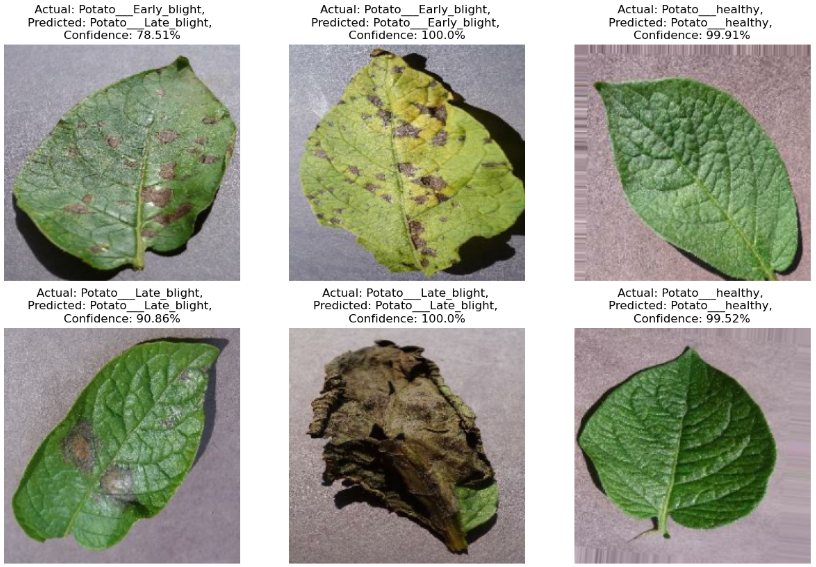 Actual: Potato___Early_blight,
Predicted: Potato___Late_blight,
Confidence: 78.51%
Actual: Potato___Early_blight,
Predicted: Potato___Early_blight,
Confidence: 100.0%
Actual: Potato___healthy,
Predicted: Potato___healthy,
Confidence: 99.91%
Actual: Potato___Late_blight,
Predicted: Potato___Late_blight,
Confidence: 90.86%
Actual: Potato___Late_blight,
Predicted: Potato___Late_blight,
Confidence: 100.0%
Actual: Potato___healthy,
Predicted: Potato___healthy,
Confidence: 99.52%